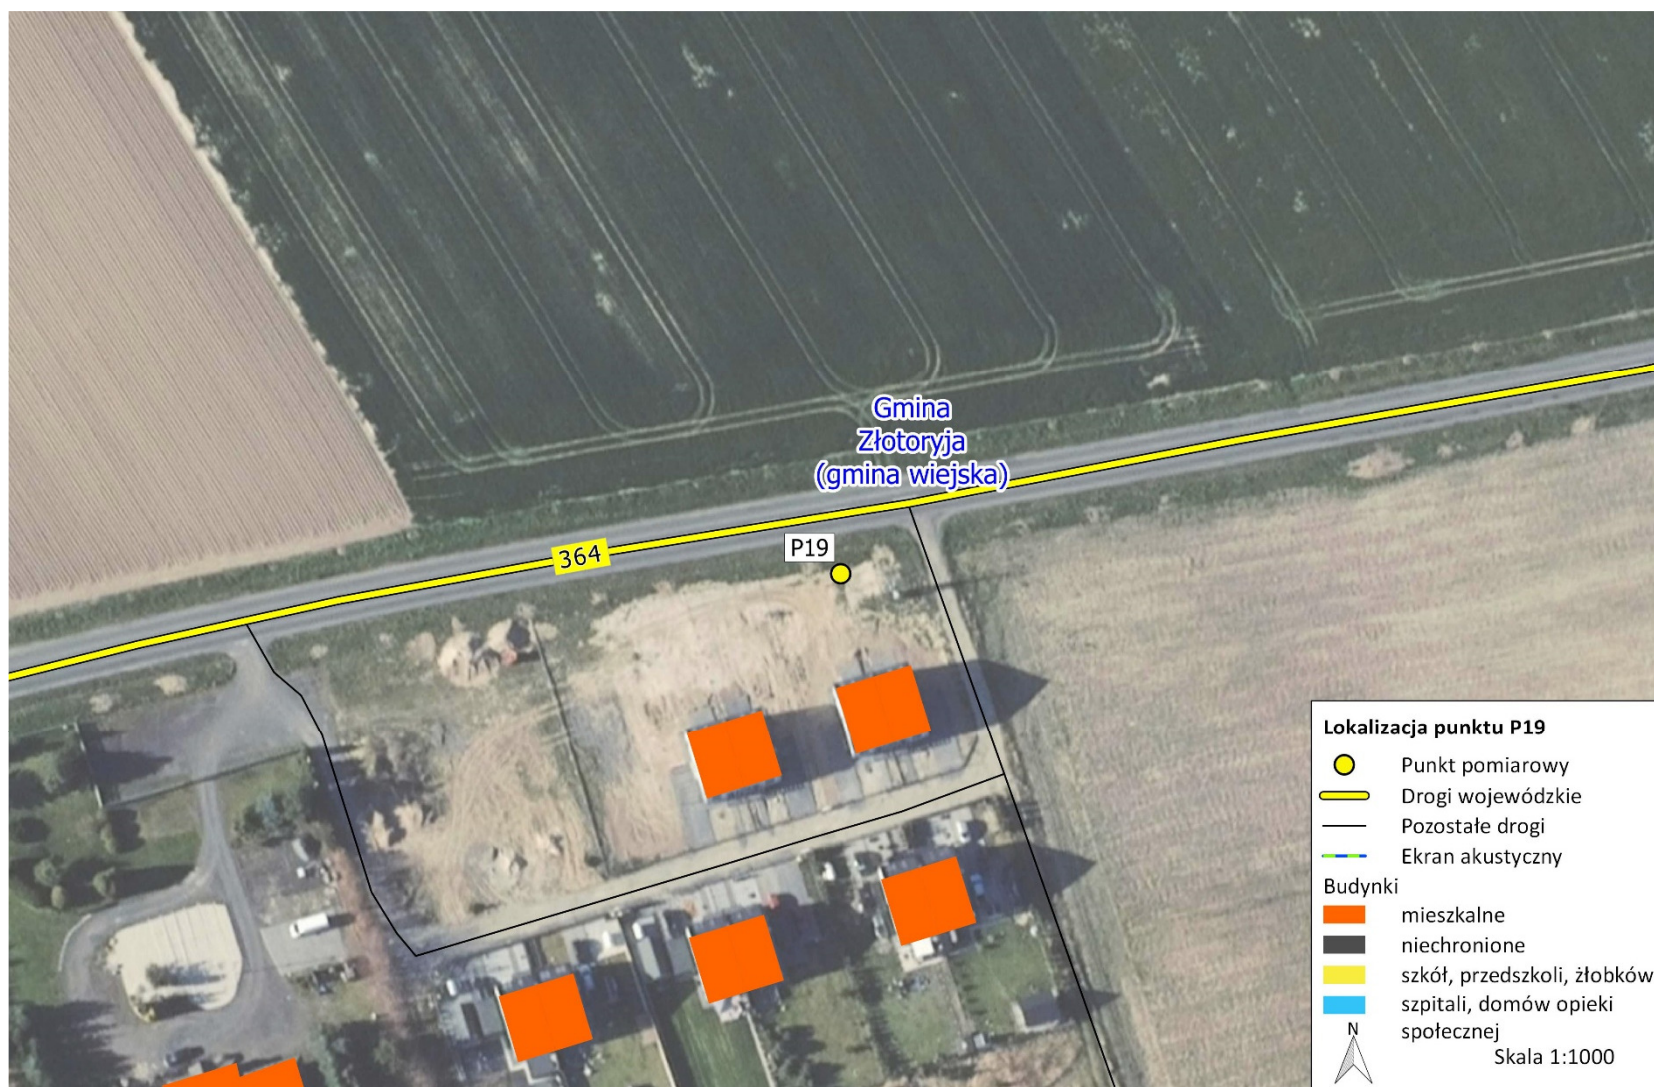 Gmina
Złotoryja
(gmina wiejska)
P19
364
Lokalizacja punktu P19
Punkt pomiarowy
Drogi wojewódzkie
Pozostałe drogi
Ekran akustyczny
Budynki
mieszkalne
niechronione
szkół, przedszkoli, żłobków
szpitali, domów opieki
społecznej
N
Skala 1:1000